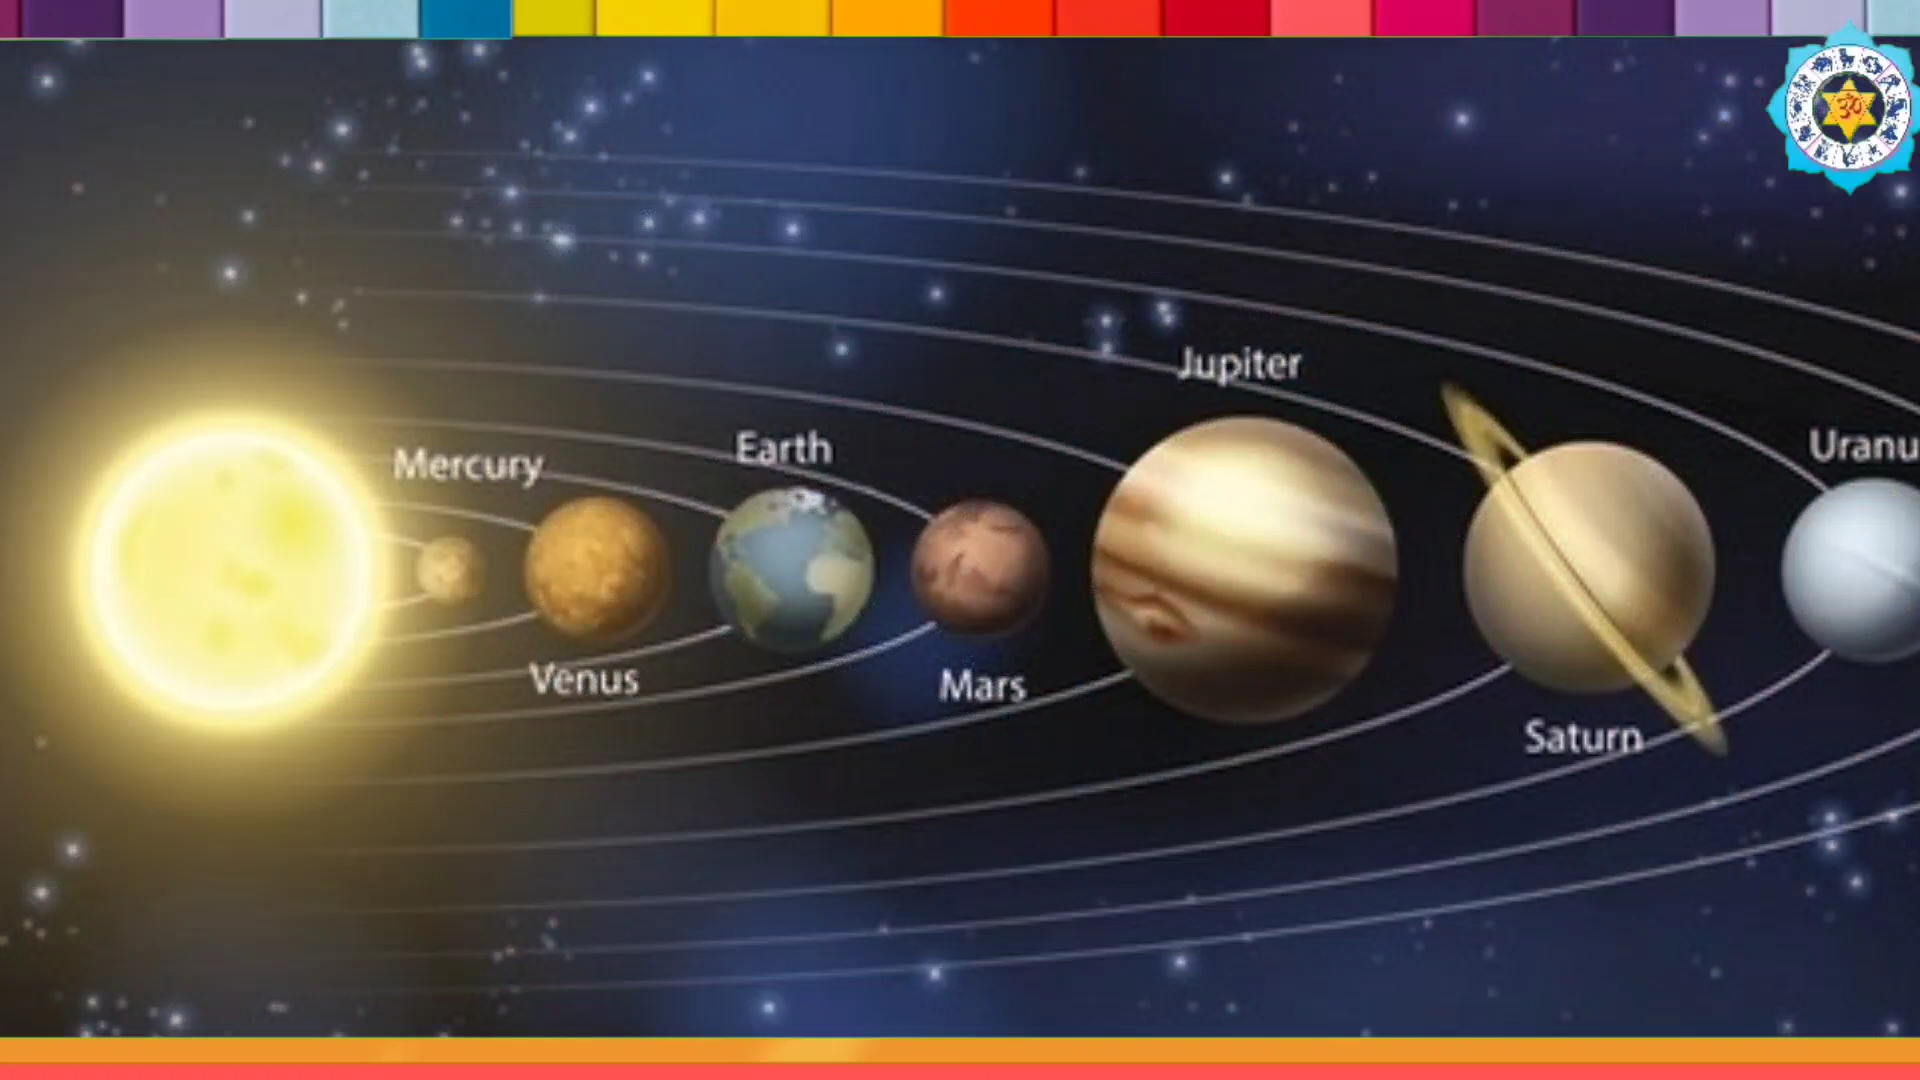 Jupiter
Uranu
Earth
Mercury
Venus
Mars
Saturn
ॐ